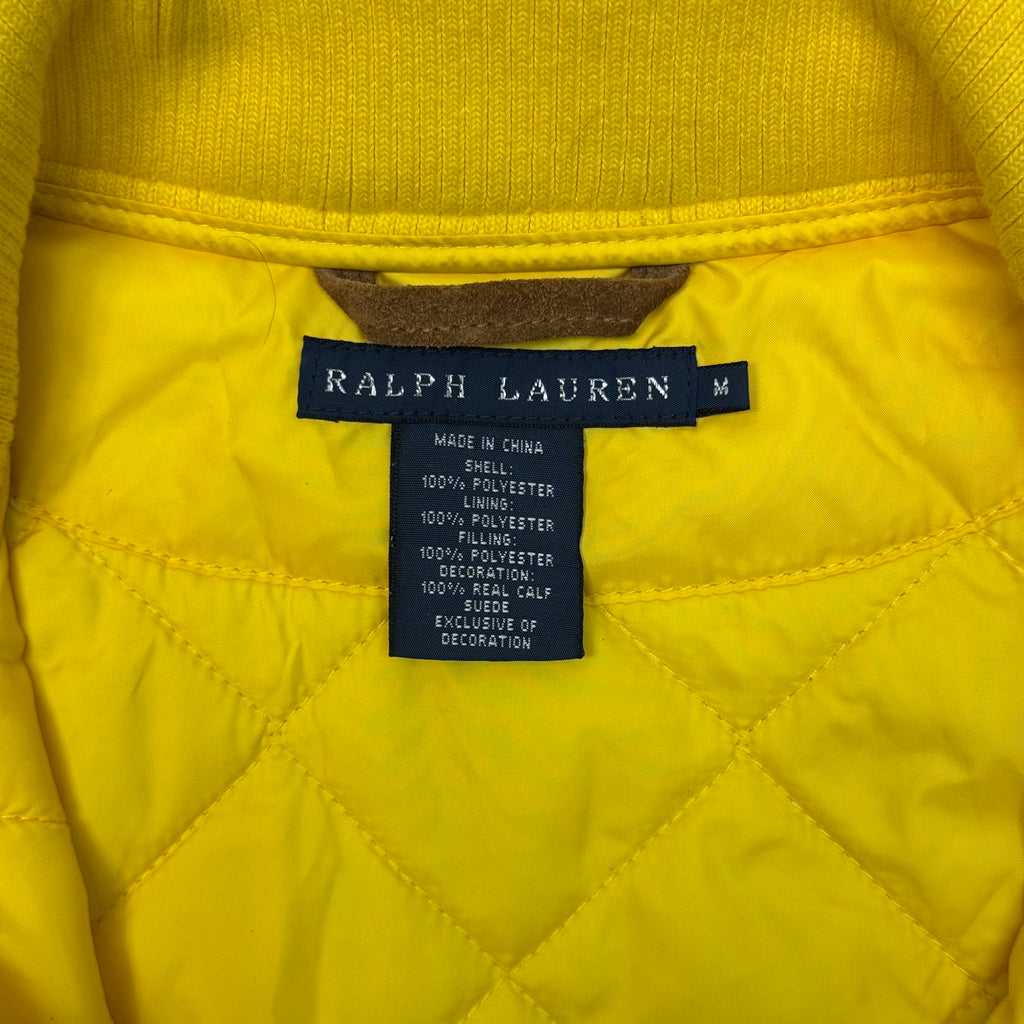 RALPH LAUREN
M
MADE IN CHINA
SHELL:
100% POLYESTER
LINING:
100% POLYESTER
FILLING:
100% POLYESTER
DECORATION:
100% REAL CALF
SUEDE
EXCLUSIVE OF
DECORATION